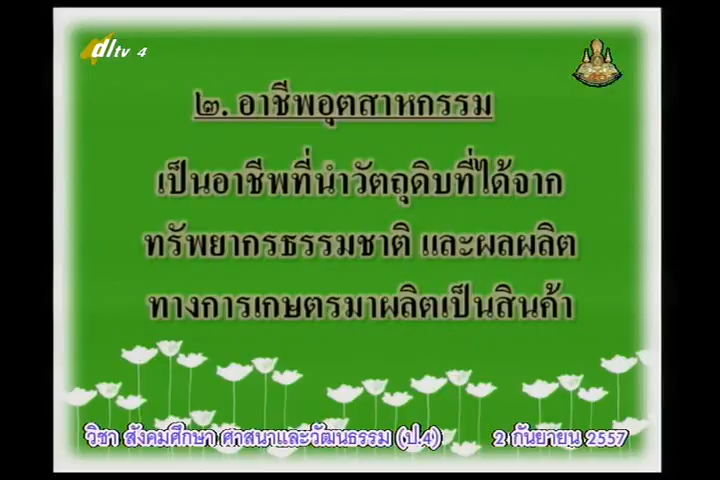 dltv 4
๒. อาชีพอุตสาหกรรม
เป็นอาชีพที่นำวัตถุดิบที่ได้จาก
ทรัพยากรธรรมชาติ และผลผลิต
ทางการเกษตรมาผลิตเป็นสินค้า
วิชา สังคมศึกษา ศาสนาและวัฒนธรรม (ป.4) 2 กันยายน 2557